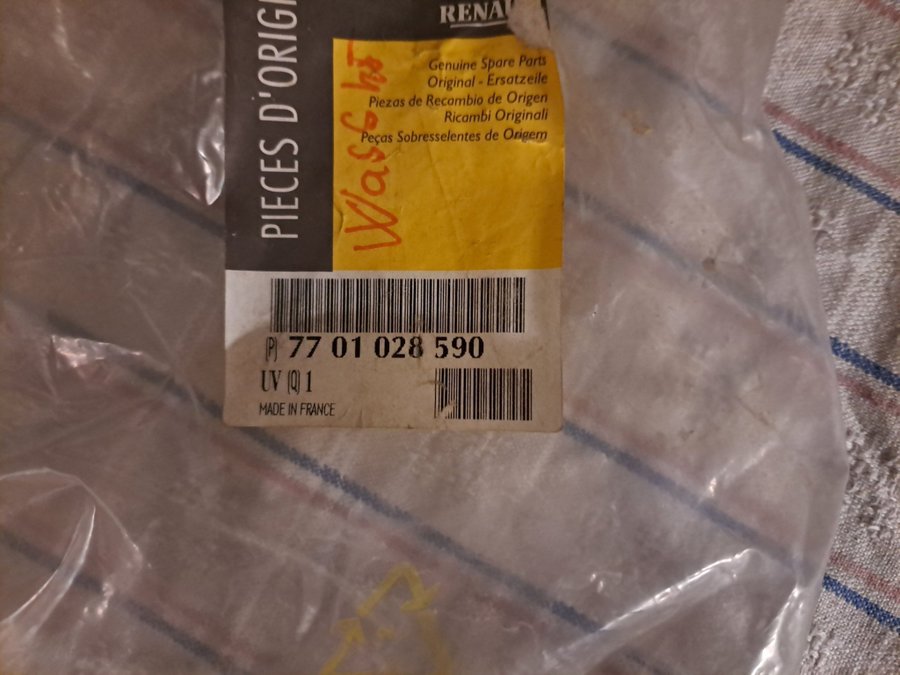 RENAU
PIECES D'ORIGI
Genuine Spare Parts
Original - Ersatzeile
Piezas de Recambio de Origen
Ricambi Originali
Peças Sobresselentes de Origem
(P) 77 01 028 590
UV (Q) 1
MADE IN FRANCE